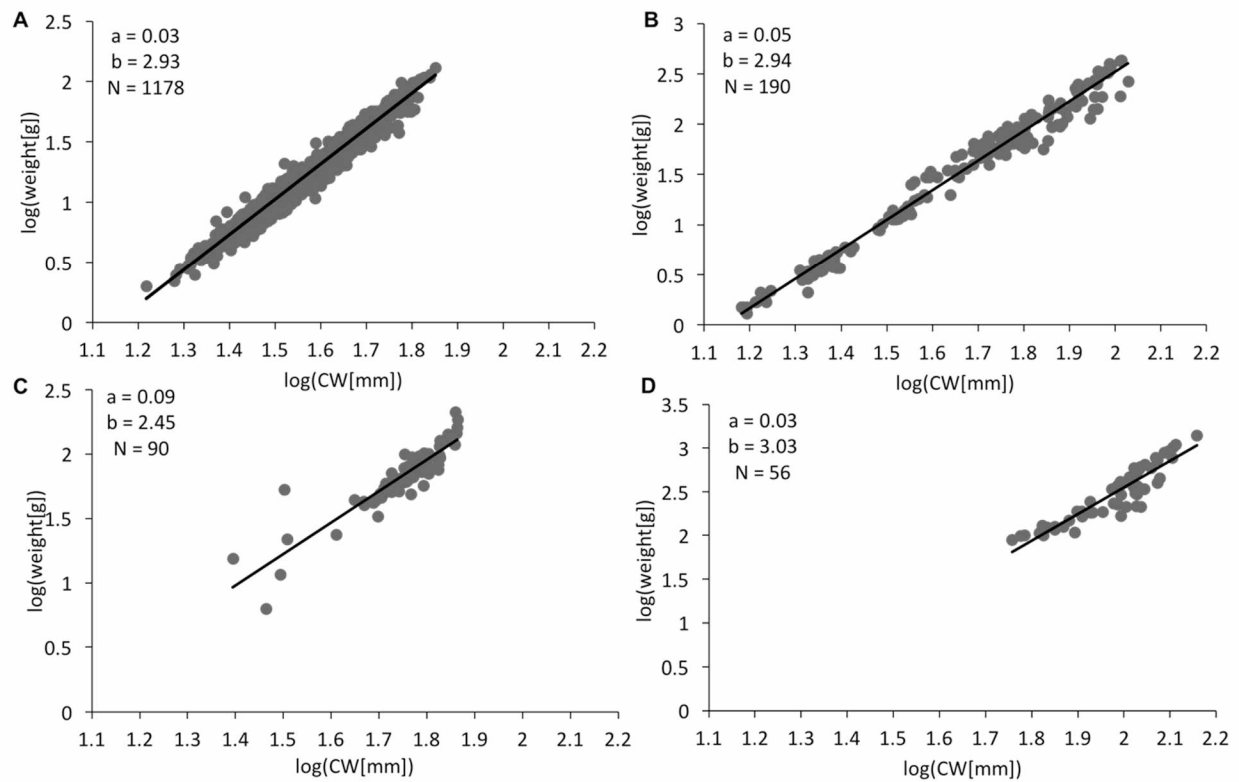 A
a = 0.03
b = 2.93
N = 1178
2.5
2
1.5
1
0.5
0
log(weight[g])
1.1 1.2 1.3 1.4 1.5 1.6 1.7 1.8 1.9 2 2.1 2.2
log(CW[mm])
B
a = 0.05
b = 2.94
N = 190
3
2.5
2
1.5
1
0.5
0
log(weight[g])
1.1 1.2 1.3 1.4 1.5 1.6 1.7 1.8 1.9 2 2.1 2.2
log(CW[mm])
C
a = 0.09
b = 2.45
N = 90
2.5
2
1.5
1
0.5
0
log(weight[g])
1.1 1.2 1.3 1.4 1.5 1.6 1.7 1.8 1.9 2 2.1 2.2
log(CW[mm])
D
a = 0.03
b = 3.03
N = 56
3.5
3
2.5
2
1.5
1
0.5
0
log(weight[g])
1.1 1.2 1.3 1.4 1.5 1.6 1.7 1.8 1.9 2 2.1 2.2
log(CW[mm])